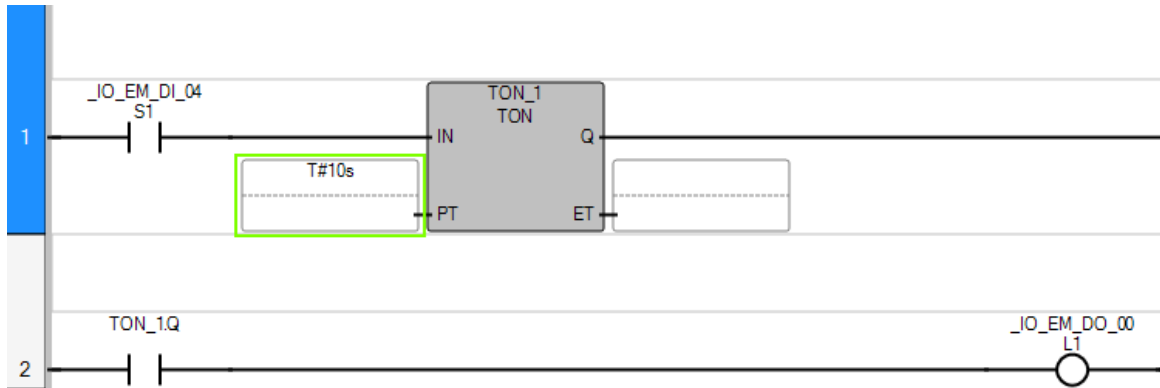 _IO_EM_DI_04
S1
TON_1
TON
1
IN
Q
T#10s
PT
ET
TON_1.Q
_IO_EM_DO_00
L1
2